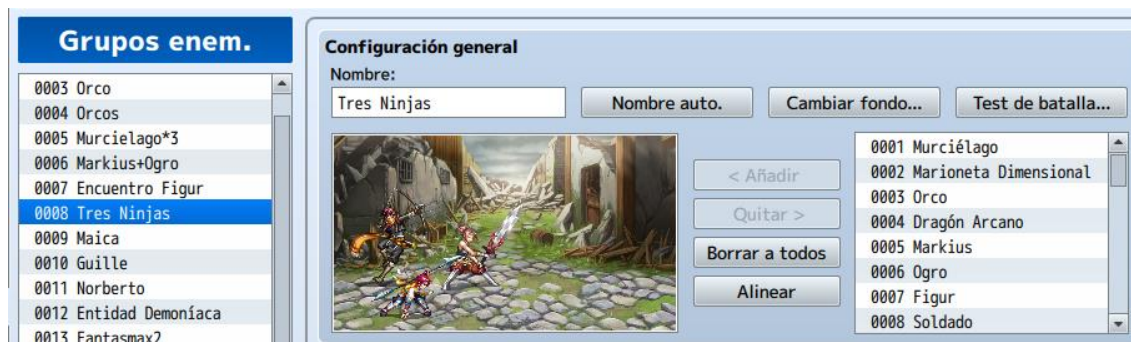 Grupos enem.
0003 Orco
0004 Orcos
0005 Murcielago*3
0006 Markius+Ogro
0007 Encuentro Figur
0008 Tres Ninjas
0009 Maica
0010 Guille
0011 Norberto
0012 Entidad Demoníaca
0013 Fantasmax2
Configuración general
Nombre:
Tres Ninjas
Nombre auto.
Cambiar fondo...
Test de batalla...
< Añadir
Quitar >
Borrar a todos
Alinear
0001 Murciélago
0002 Marioneta Dimensional
0003 Orco
0004 Dragón Arcano
0005 Markius
0006 Ogro
0007 Figur
0008 Soldado